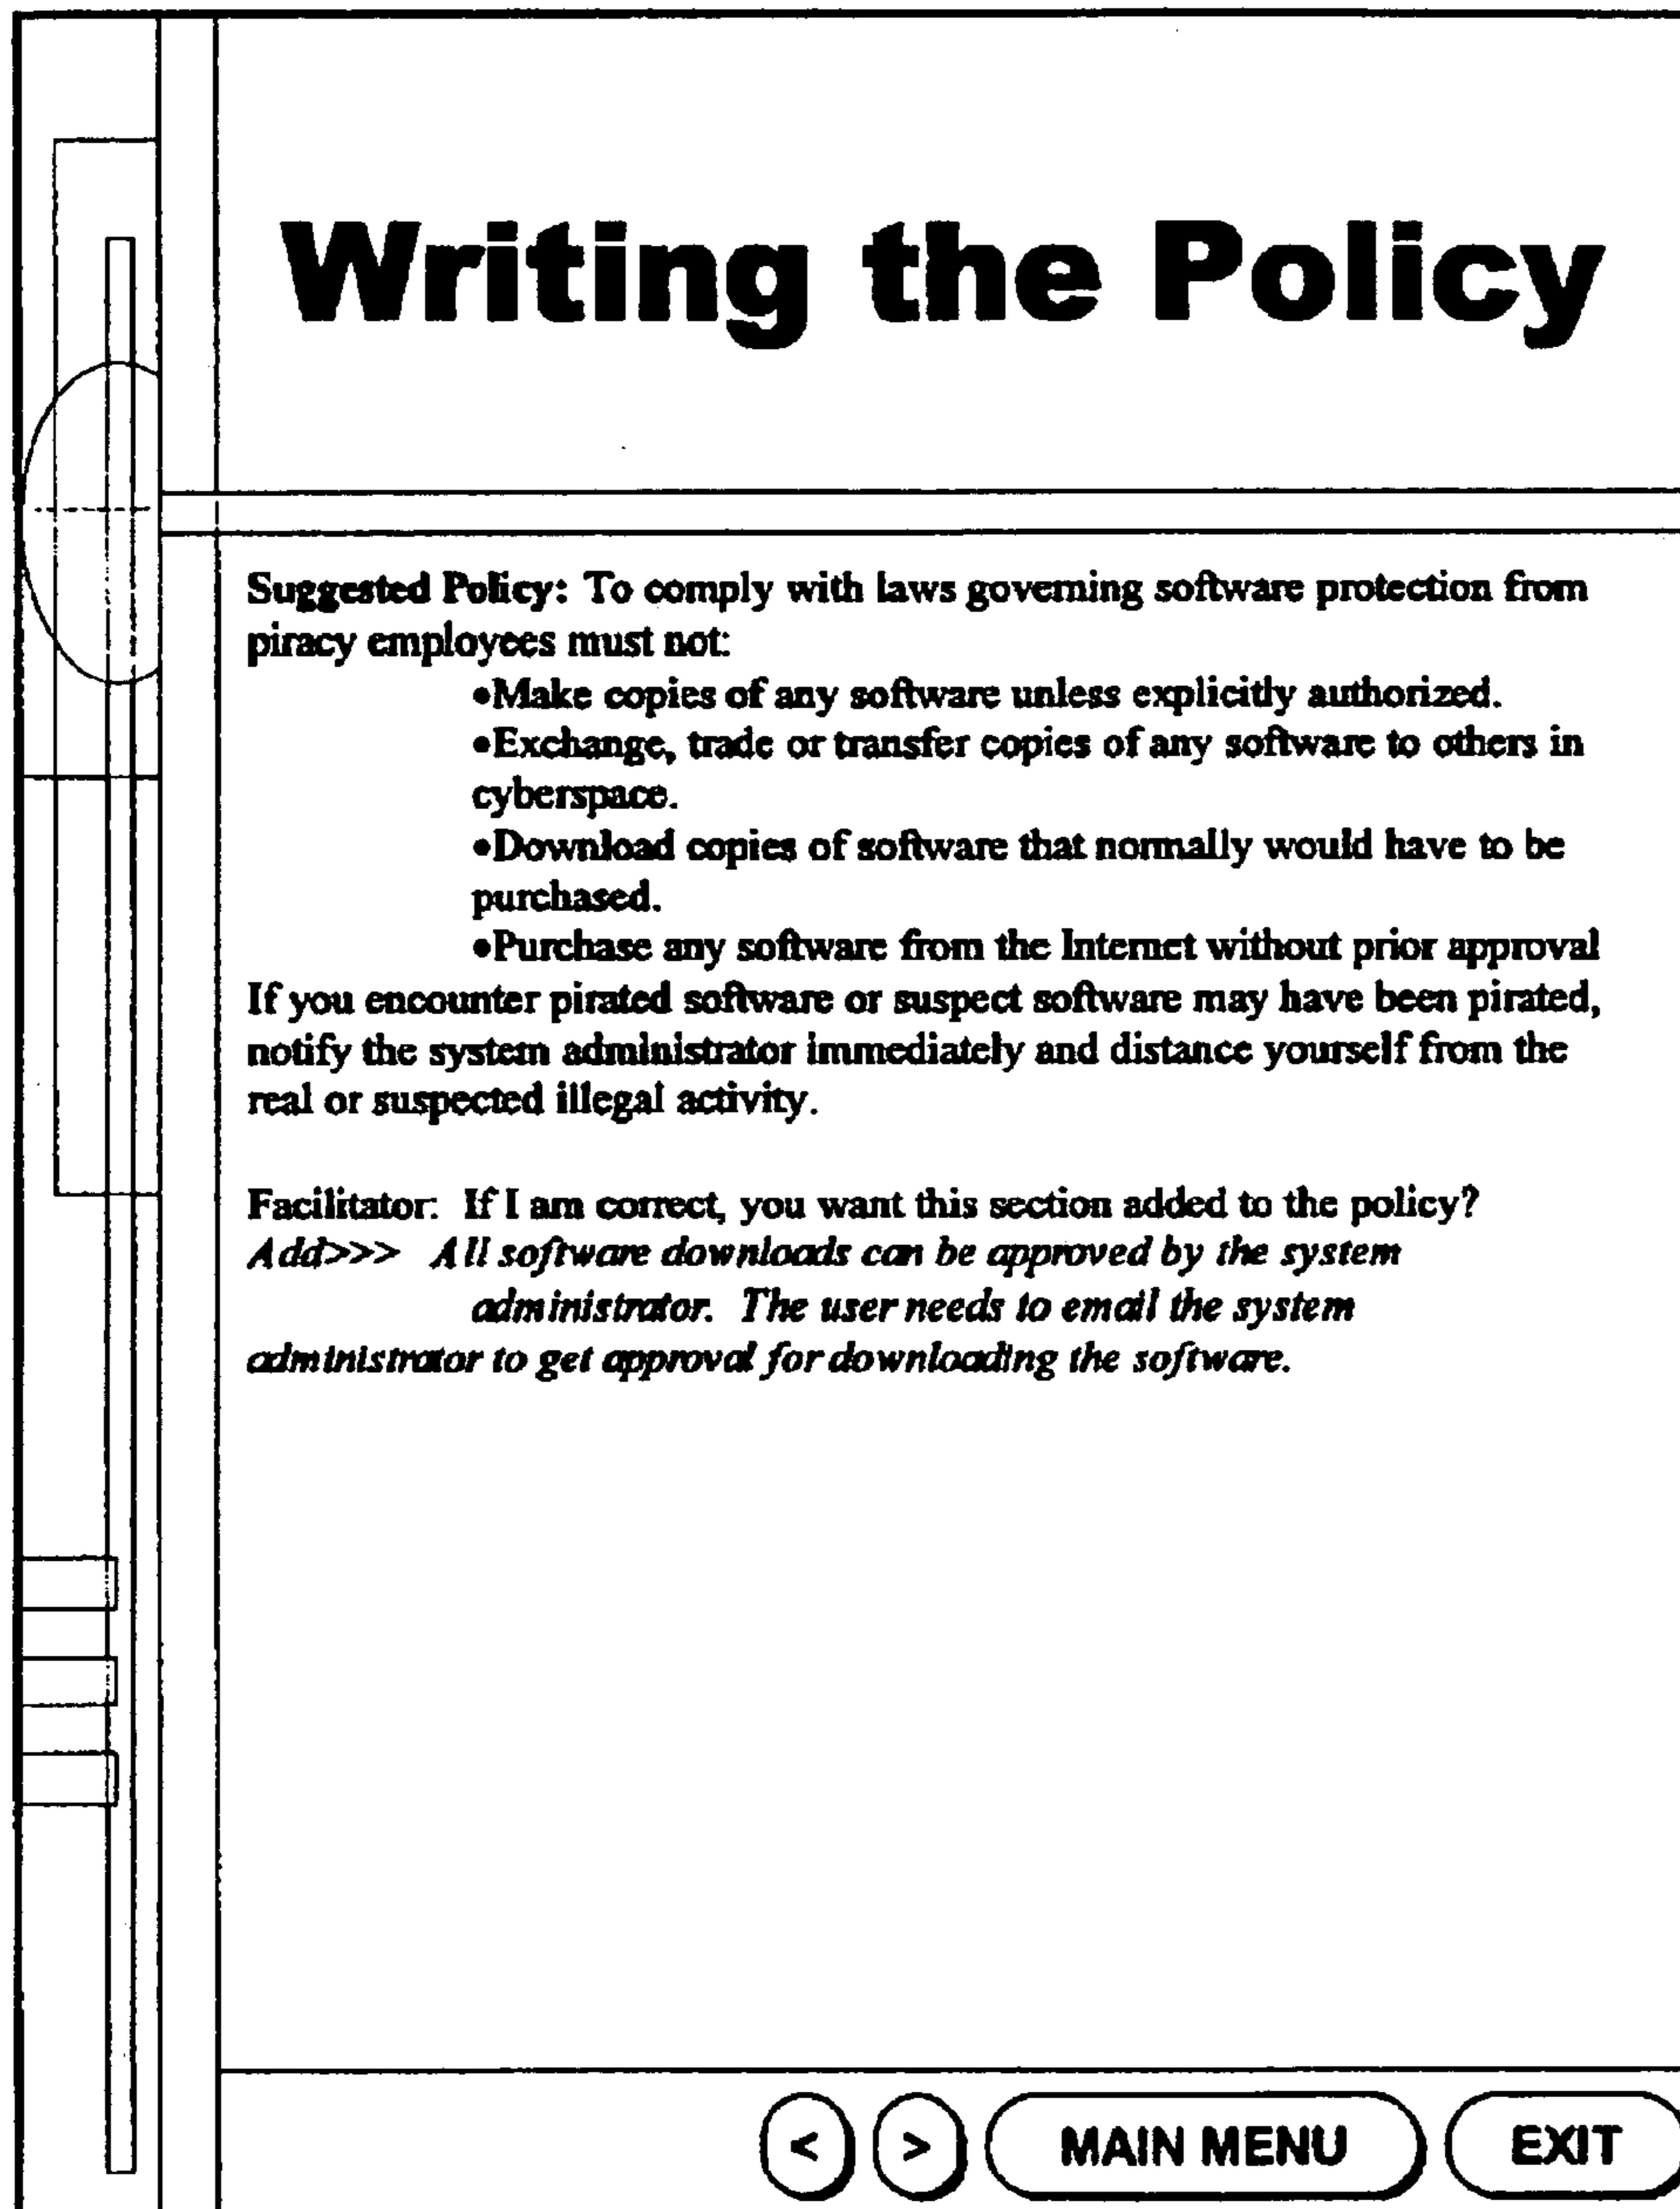 Writing the Policy
Suggested Policy: To comply with laws governing software protection from
piracy employees must not:
•Make copies of any software unless explicitly authorized.
•Exchange, trade or transfer copies of any software to others in
cyberspace.
•Download copies of software that normally would have to be
purchased.
•Purchase any software from the Internet without prior approval
If you encounter pirated software or suspect software may have been pirated,
notify the system administrator immediately and distance yourself from the
real or suspected illegal activity.
Facilitator: If I am correct, you want this section added to the policy?
Add>>> All software downloads can be approved by the system
administrator. The user needs to email the system
administrator to get approval for downloading the software.
< > MAIN MENU EXIT